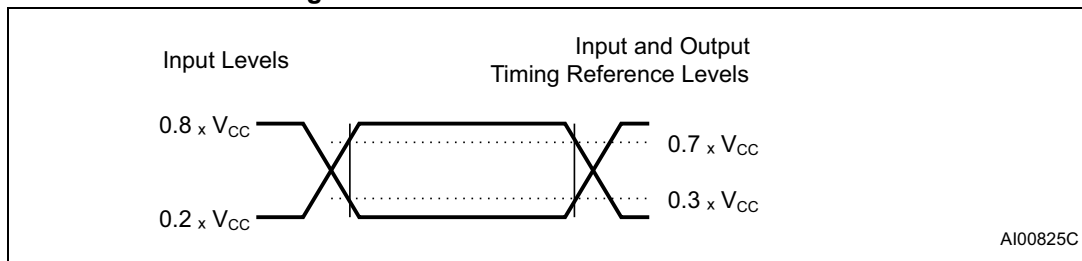 Input Levels
Input and Output
Timing Reference Levels
0.8 x VCC
0.7 x VCC
0.3 x VCC
0.2 x VCC
AI00825C